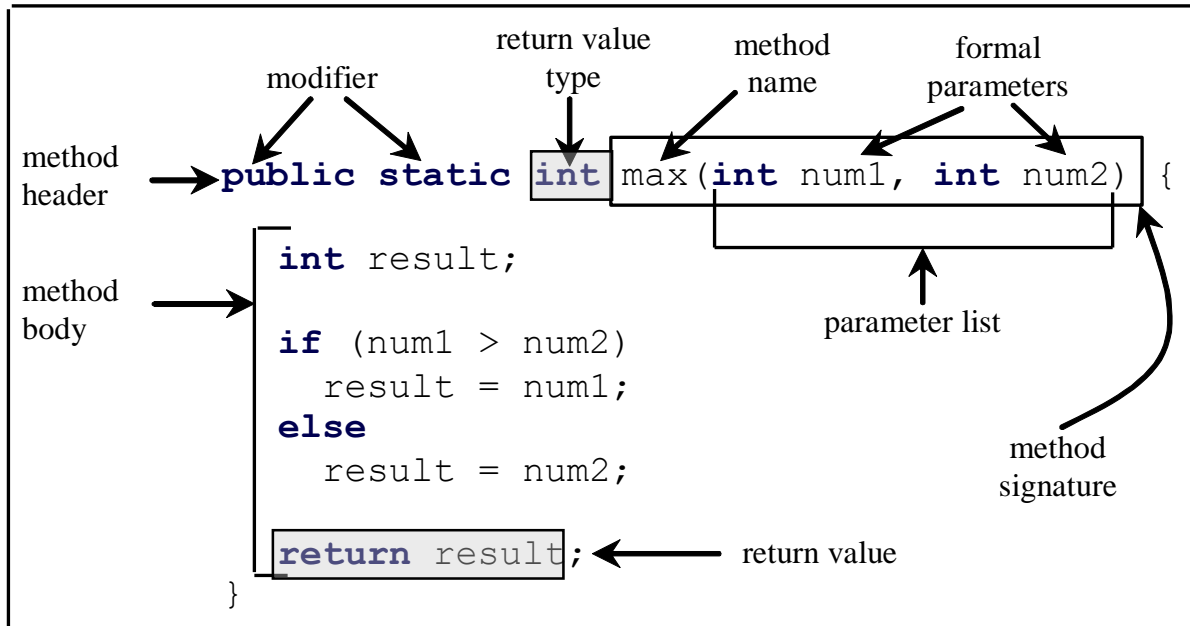 return value
type
method
name
formal
parameters
modifier
method
header
public static int max(int num1, int num2) {
method
body
int result;
parameter list
if (num1 > num2)
result = num1;
else
result = num2;
method
signature
return result;
return value
}